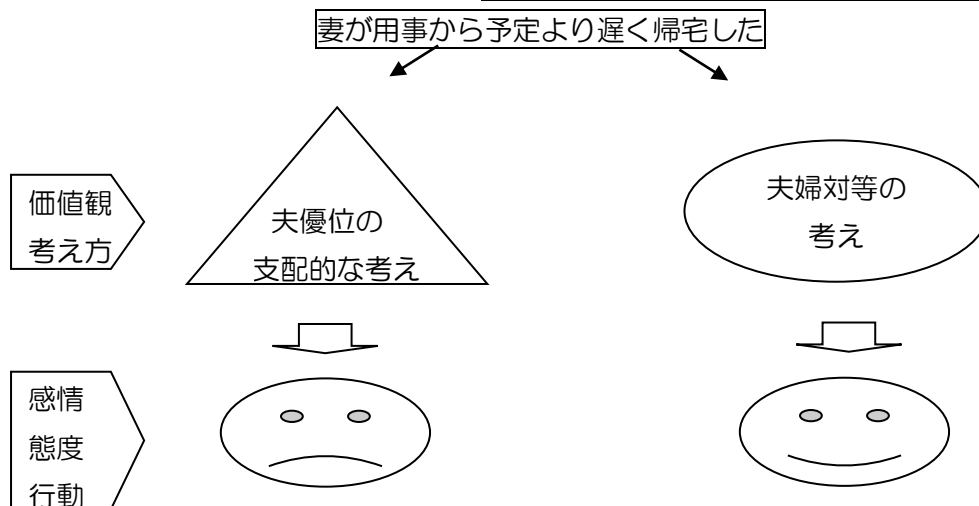 妻が用事から予定より遅く帰宅した
価値観
考え方
夫優位の
支配的な考え
夫婦対等の
考え
感情
態度
行動